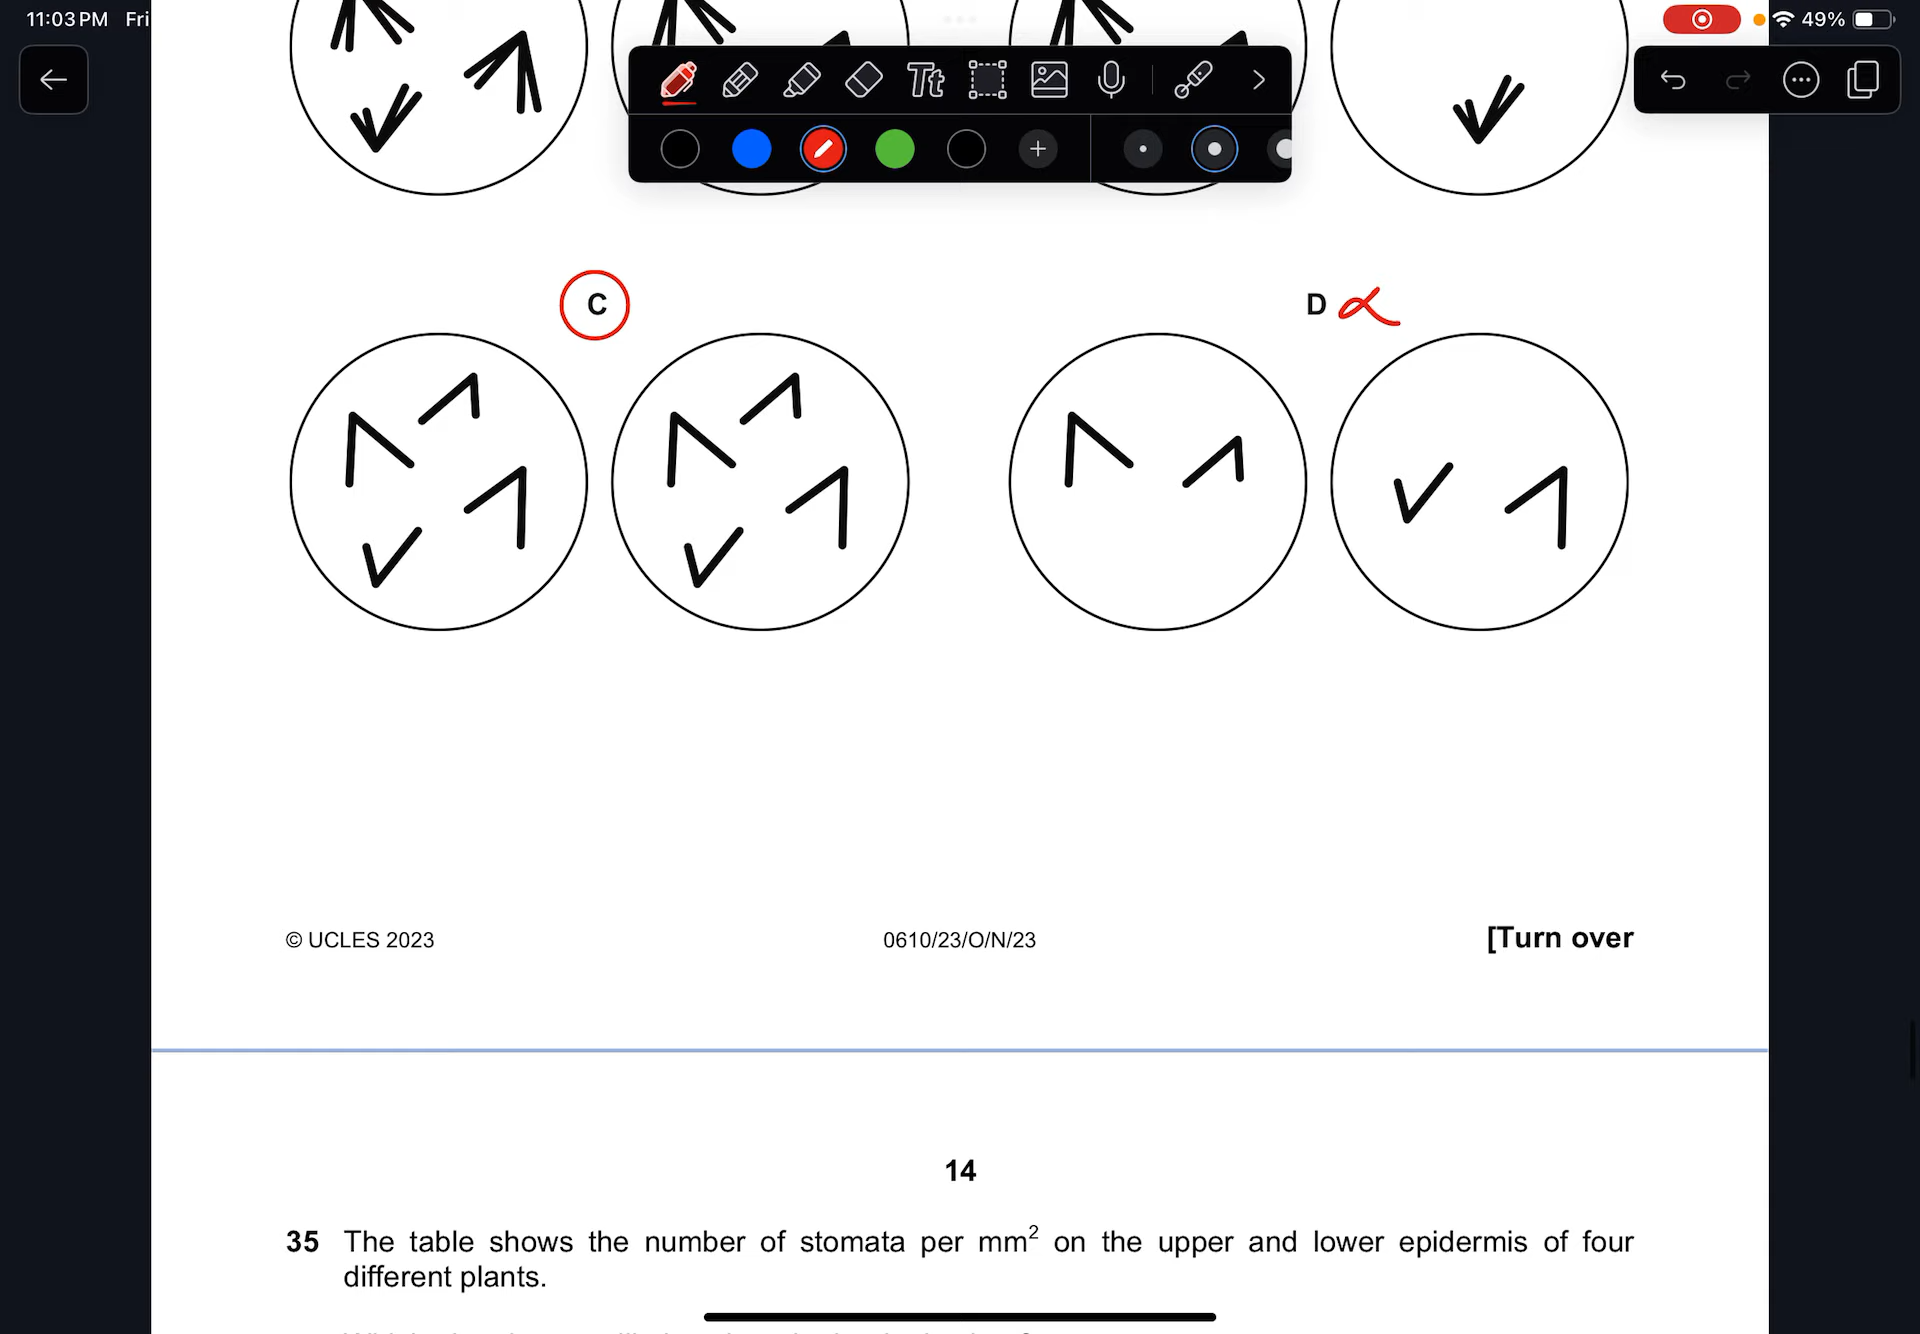 11:03 PM Fri
49%
Tt
C
D
© UCLES 2023
0610/23/O/N/23
[Turn over
14
35 The table shows the number of stomata per mm² on the upper and lower epidermis of four
different plants.